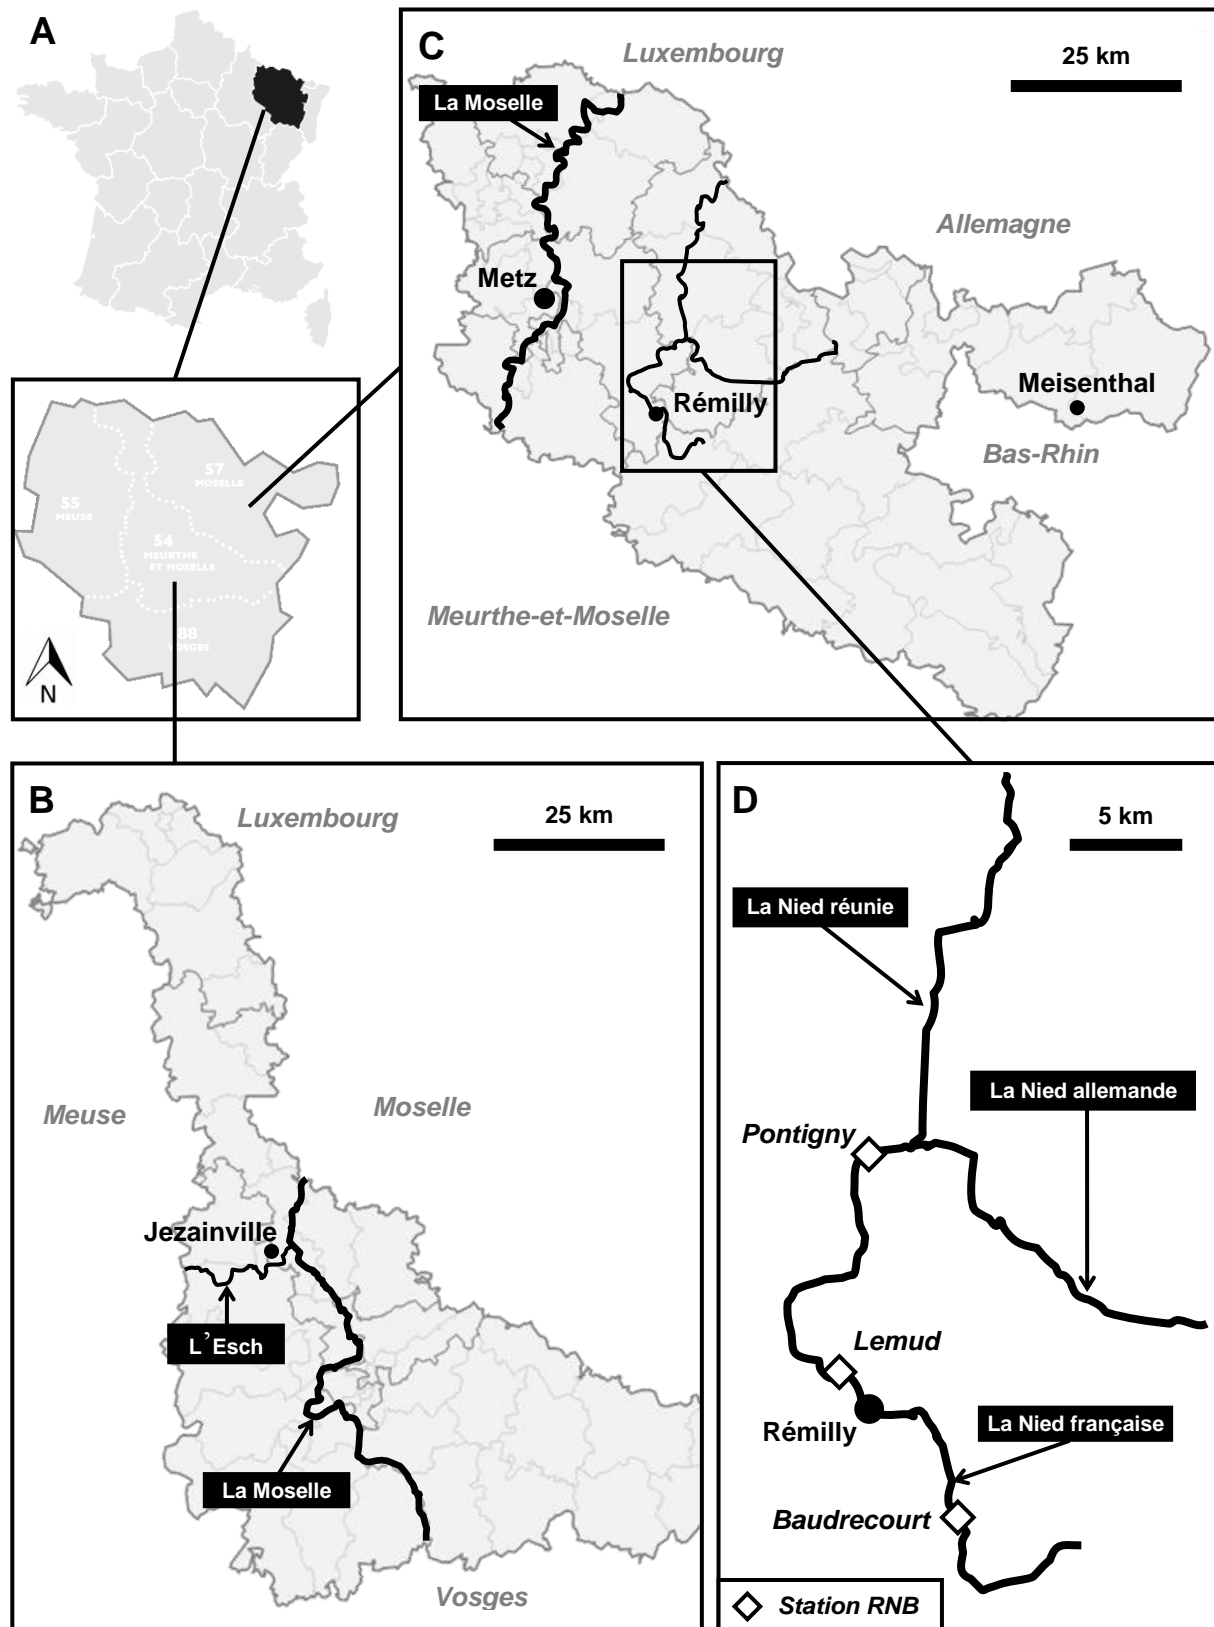 A
C
Luxembourg
25 km
La Moselle
Allemagne
Metz
Rémilly
Meisenthal
Bas-Rhin
Meurthe-et-Moselle
57
MOSELLE
55
MEUSE
54
MEURTHE
ET MOSELLE
88
VOSGES
N
B
Luxembourg
25 km
Meuse
Moselle
Jezainville
L'Esch
La Moselle
Vosges
D
5 km
La Nied réunie
La Nied allemande
Pontigny
Lemud
Rémilly
La Nied française
Baudrecourt
Station RNB